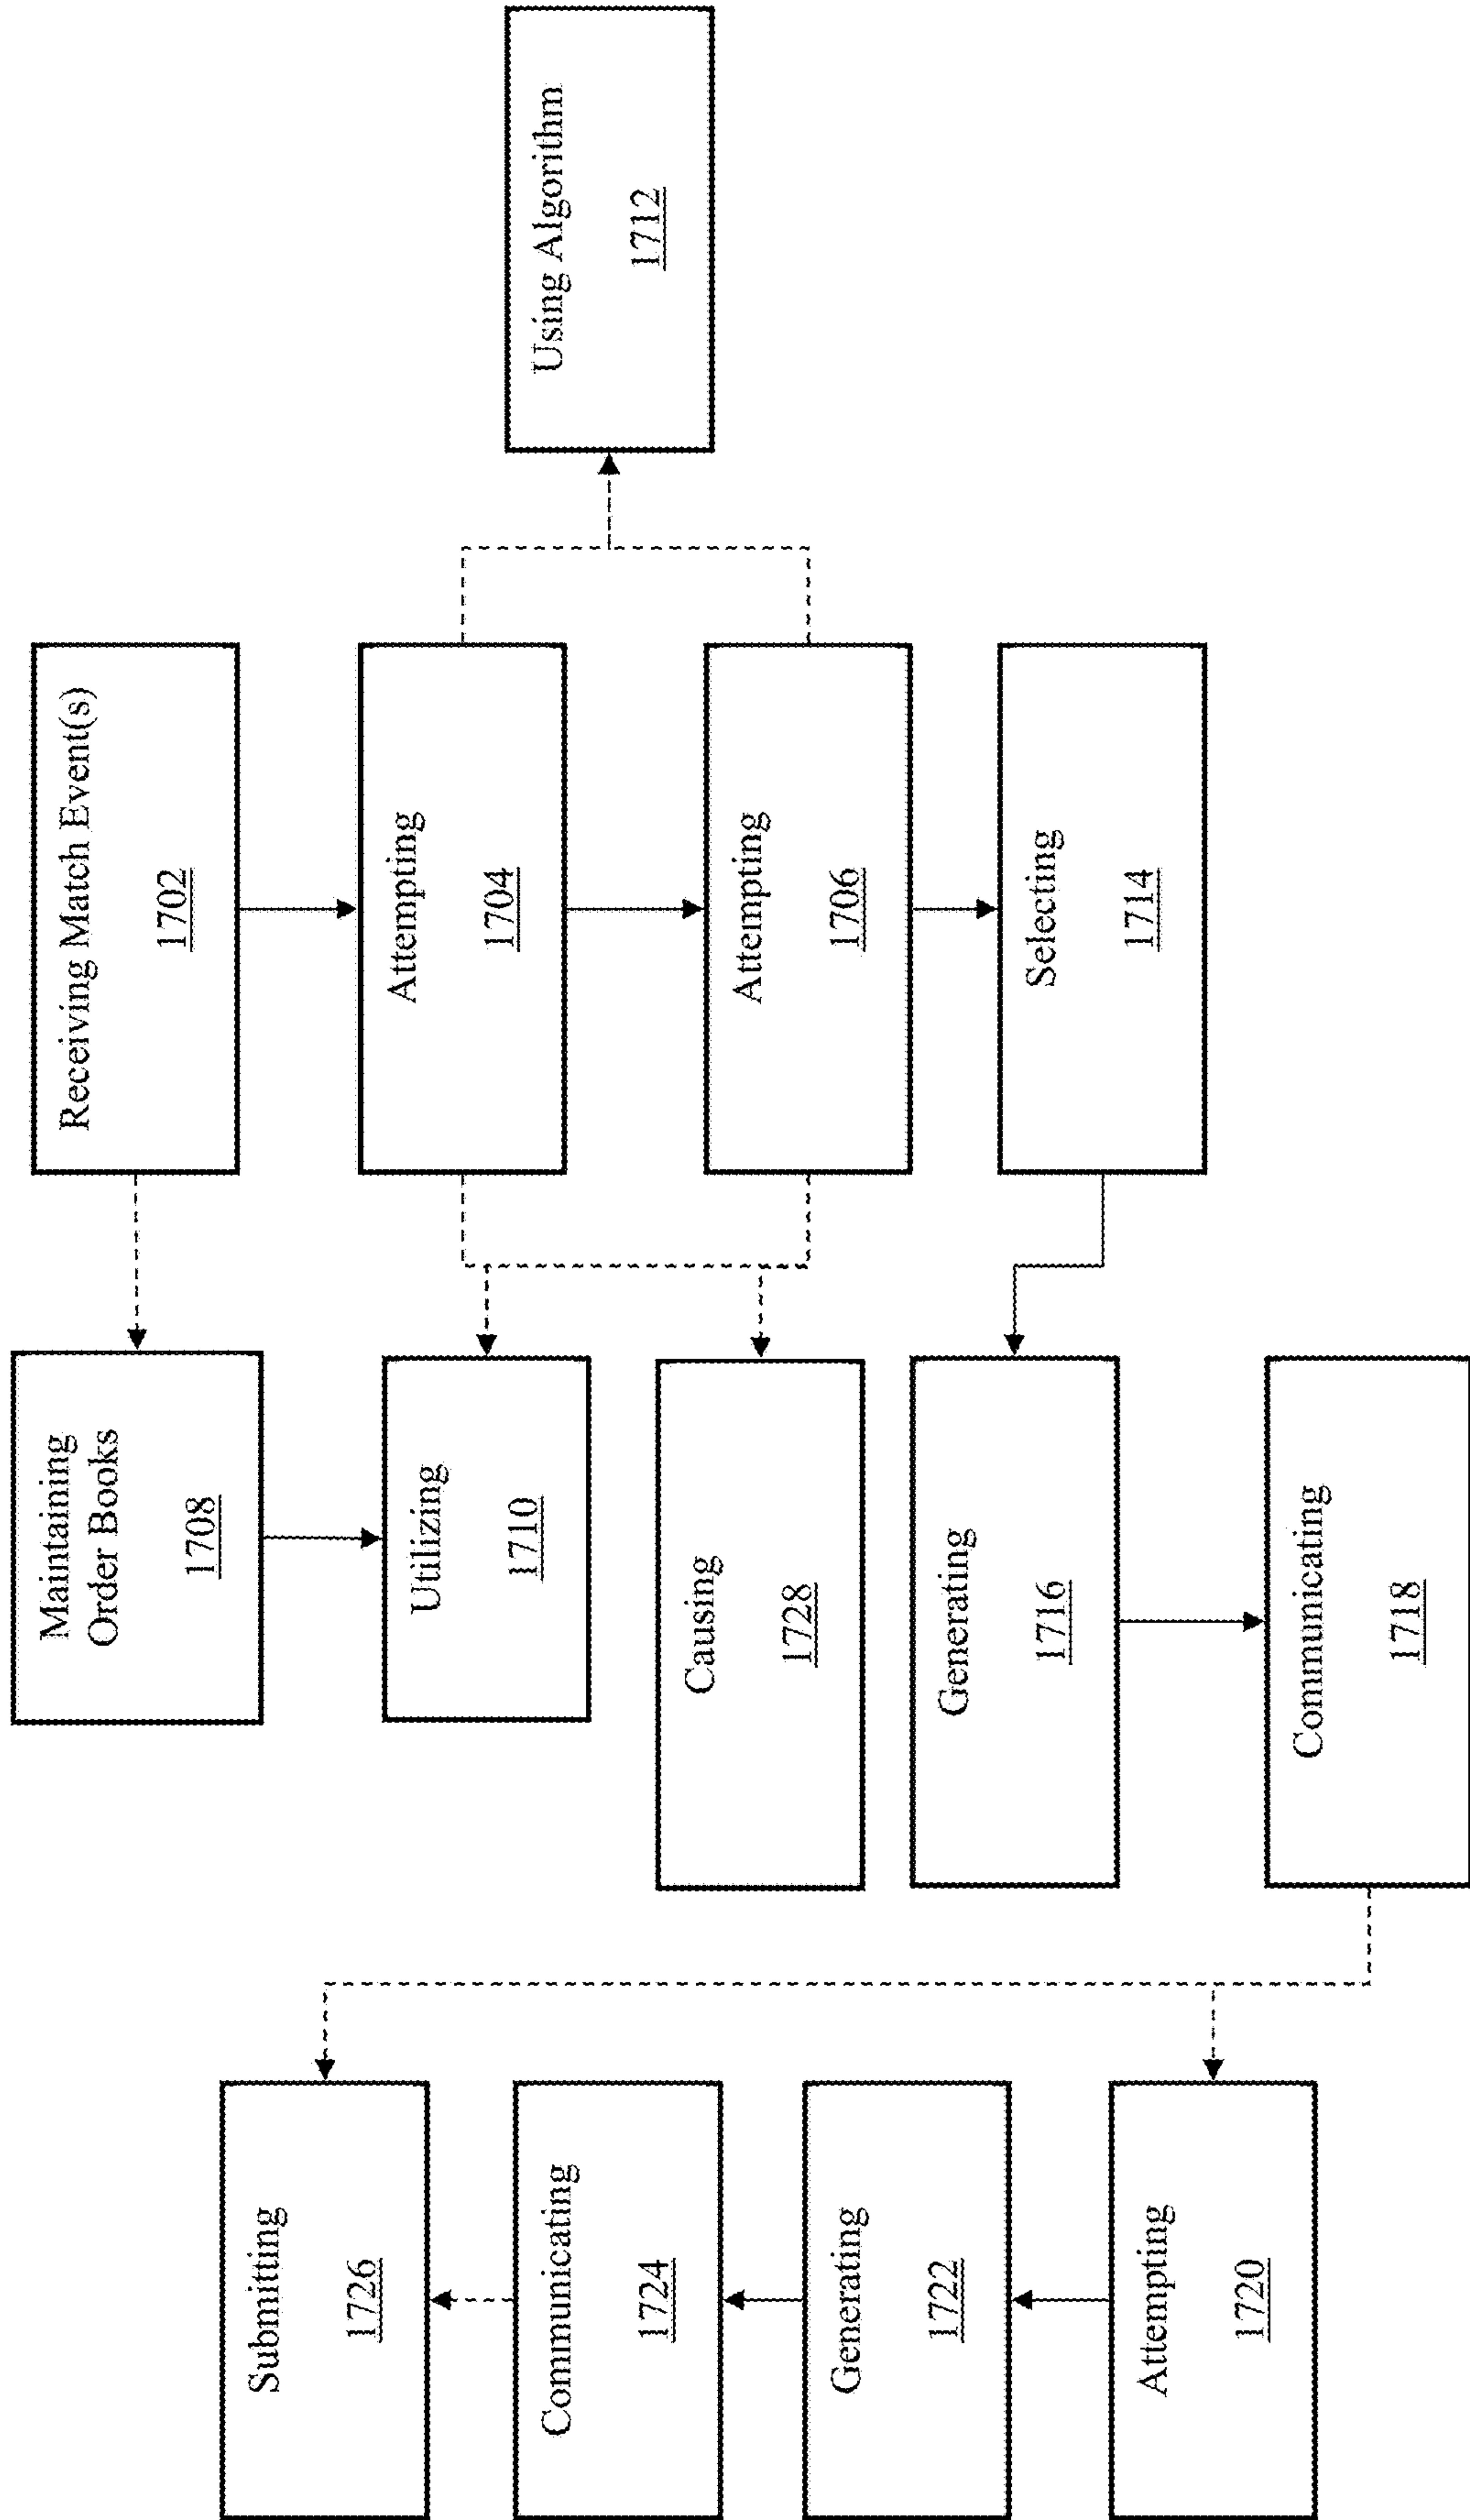 Maintaining
Order Books
1708
Receiving Match Event(s)
1702
Submitting
1726
Utilizing
1710
Attempting
1704
Using Algorithm
1712
Communicating
1724
Causing
1728
Attempting
1706
Generating
1722
Generating
1716
Selecting
1714
Attempting
1720
Communicating
1718